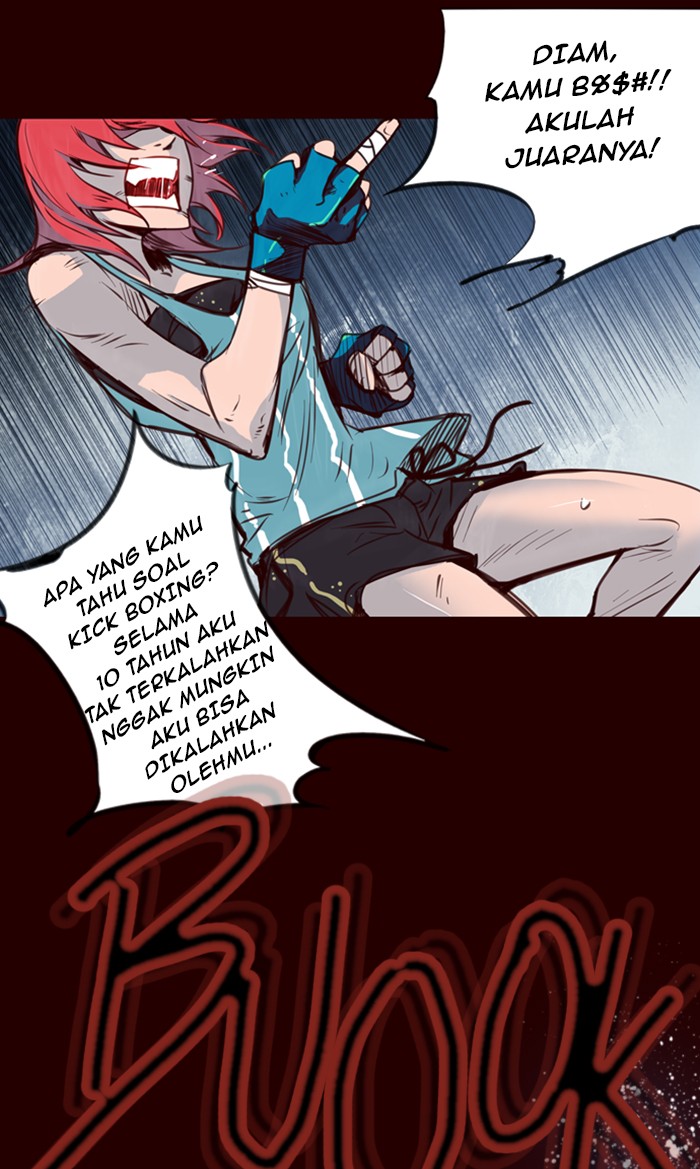 DIAM,
KAMU B%$#!!
AKULAH
JUARANYA!
APA YANG KAMU
TAHU SOAL
KICK BOXING?
SELAMA
10 TAHUN AKU
TAK TERKALAHKAN
NGGAK MUNGKIN
AKU BISA
DIKALAHKAN
OLEHMU...
BUOOK